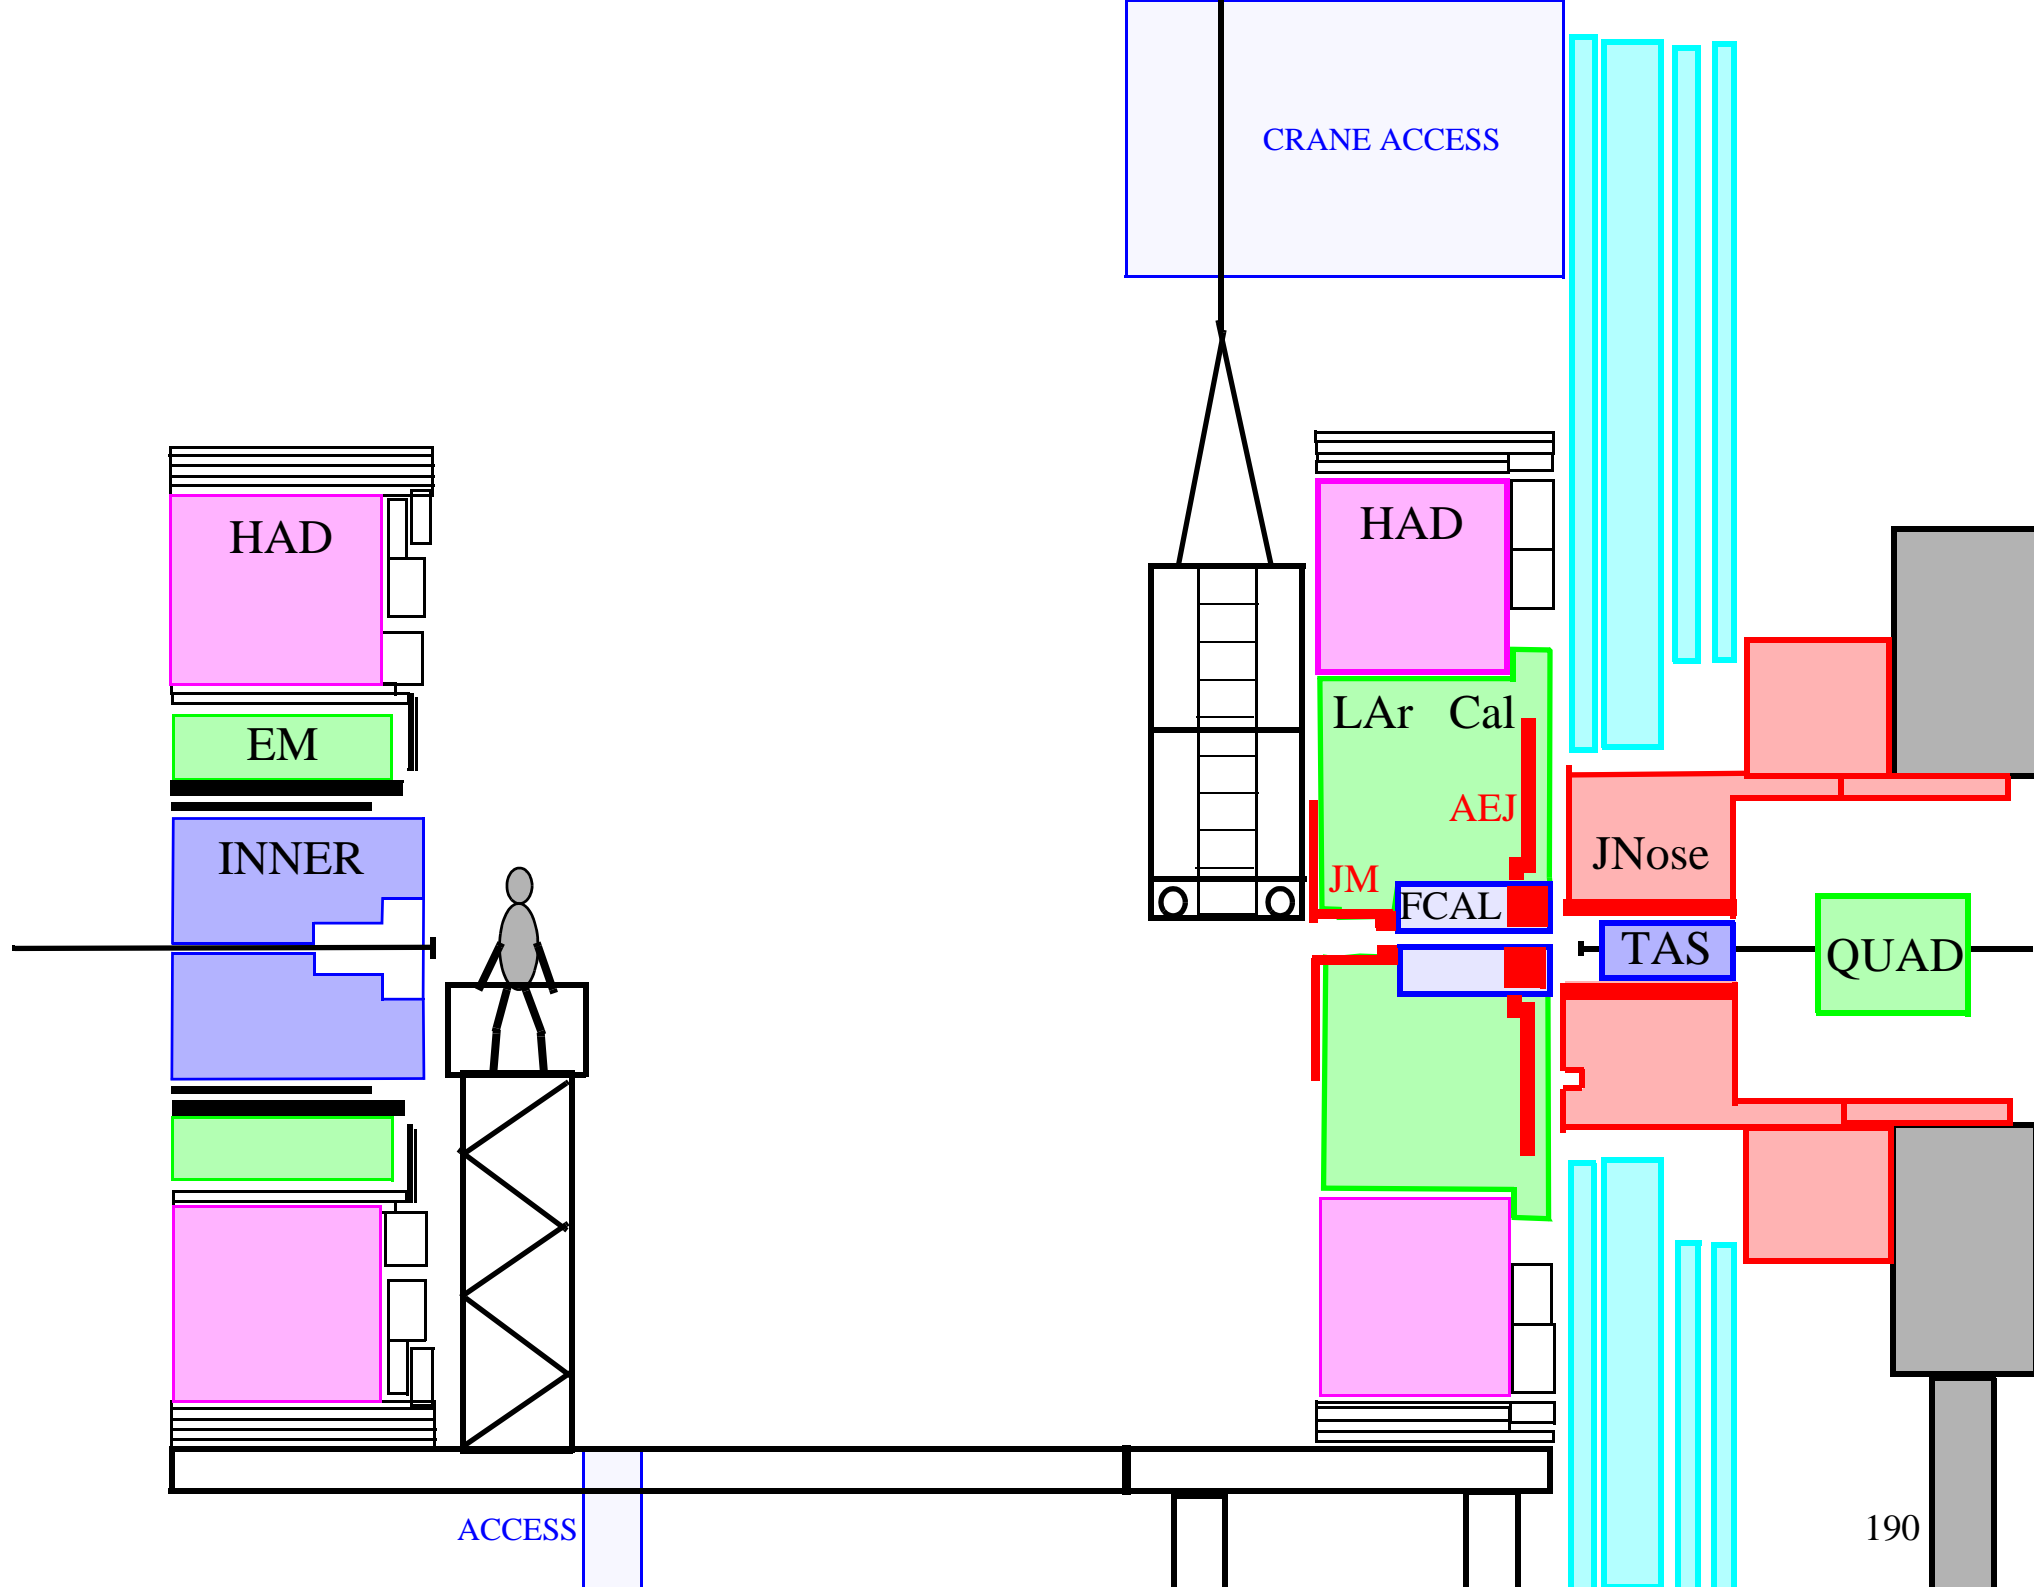 CRANE ACCESS
HAD
HAD
LAr Cal
EM
AEJ
JNose
INNER
JM
FCAL
TAS
QUAD
ACCESS
190